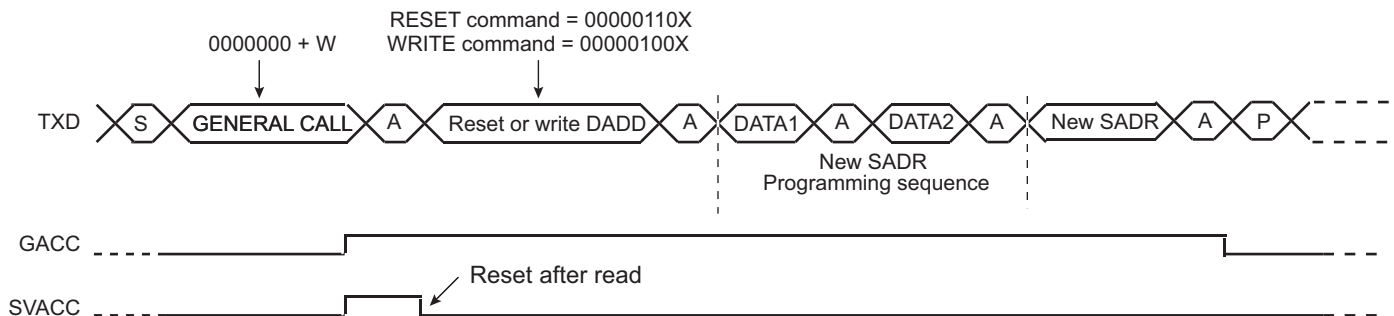 RESET command = 00000110X
0000000 + W
WRITE command = 00000100X
TXD S GENERAL CALL A Reset or write DADD A DATA1 A DATA2 A New SADR A P
New SADR
Programming sequence
GACC
Reset after read
SVACC